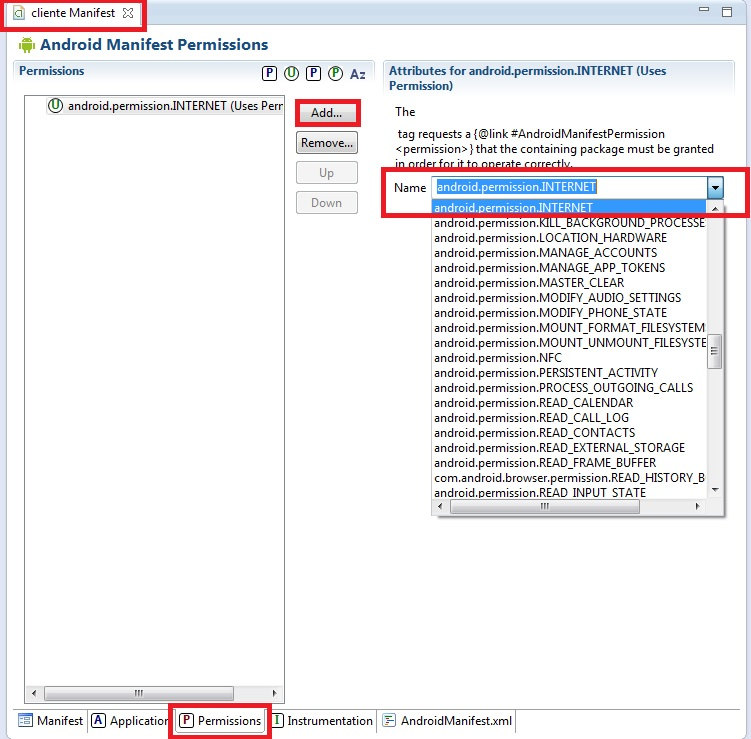 cliente Manifest
Android Manifest Permissions
Permissions
P U P P Az
U android.permission.INTERNET (Uses Perr
Add...
Remove...
Up
Down
Attributes for android.permission.INTERNET (Uses
Permission)
The
tag requests a {@link #AndroidManifestPermission
<permission>} that the containing package must be granted
in order for it to operate correctly.
Name android.permission.INTERNET
android.permission.INTERNET
android.permission.KILL_BACKGROUND_PROCESSE
android.permission.LOCATION_HARDWARE
android.permission.MANAGE_ACCOUNTS
android.permission.MANAGE_APP_TOKENS
android.permission.MASTER_CLEAR
android.permission.MODIFY_AUDIO_SETTINGS
android.permission.MODIFY_PHONE_STATE
android.permission.MOUNT_FORMAT_FILESYSTEM
android.permission.MOUNT_UNMOUNT_FILESYSTE
android.permission.NFC
android.permission.PERSISTENT_ACTIVITY
android.permission.PROCESS_OUTGOING_CALLS
android.permission.READ_CALENDAR
android.permission.READ_CALL_LOG
android.permission.READ_CONTACTS
android.permission.READ_EXTERNAL_STORAGE
android.permission.READ_FRAME_BUFFER
com.android.browser.permission.READ_HISTORY_B
android.permission.READ_INPUT_STATE
Manifest A Application P Permissions I Instrumentation AndroidManifest.xml